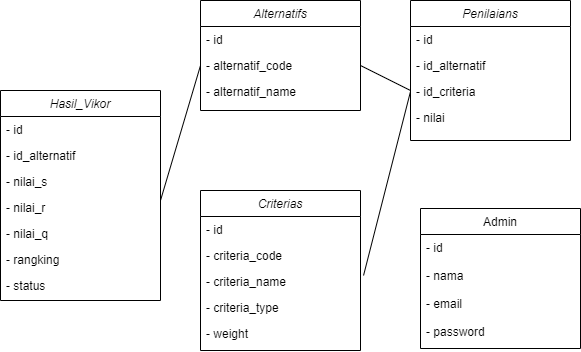 Alternatifs
- id
- alternatif_code
- alternatif_name
Penilaians
- id
- id_alternatif
- id_criteria
- nilai
Hasil_Vikor
- id
- id_alternatif
- nilai_s
- nilai_r
- nilai_q
- rangking
- status
Criterias
- id
- criteria_code
- criteria_name
- criteria_type
- weight
Admin
- id
- nama
- email
- password